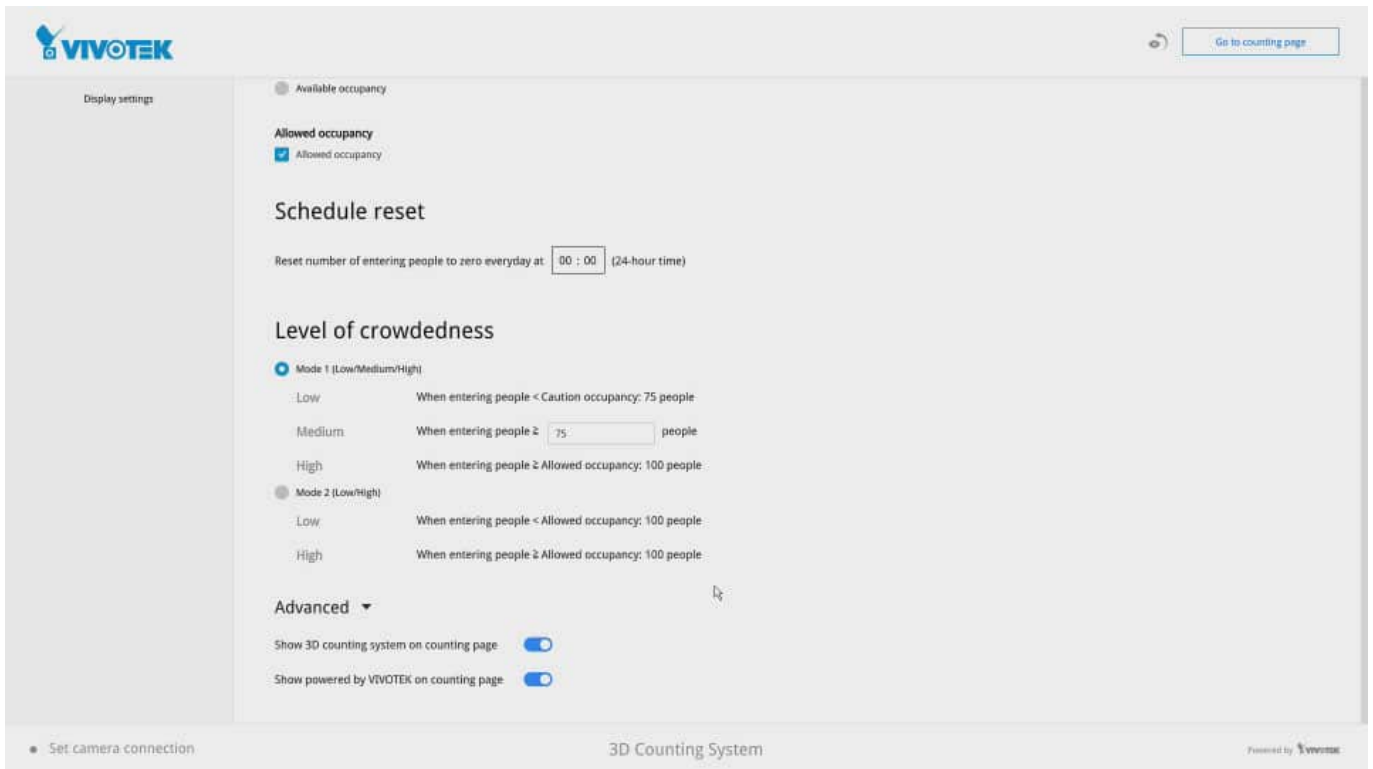 VIVOTEK
Go to counting page
Display settings
Available occupancy
Allowed occupancy
Allowed occupancy
Schedule reset
Reset number of entering people to zero everyday at 00 : 00 (24-hour time)
Level of crowdedness
Mode 1 (Low/Medium/High)
Low When entering people < Caution occupancy: 75 people
Medium When entering people ≧ 75 people
High When entering people ≧ Allowed occupancy: 100 people
Mode 2 (Low/High)
Low When entering people < Allowed occupancy: 100 people
High When entering people ≧ Allowed occupancy: 100 people
Advanced
Show 3D counting system on counting page
Show powered by VIVOTEK on counting page
Set camera connection
3D Counting System
Powered by VIVOTEK